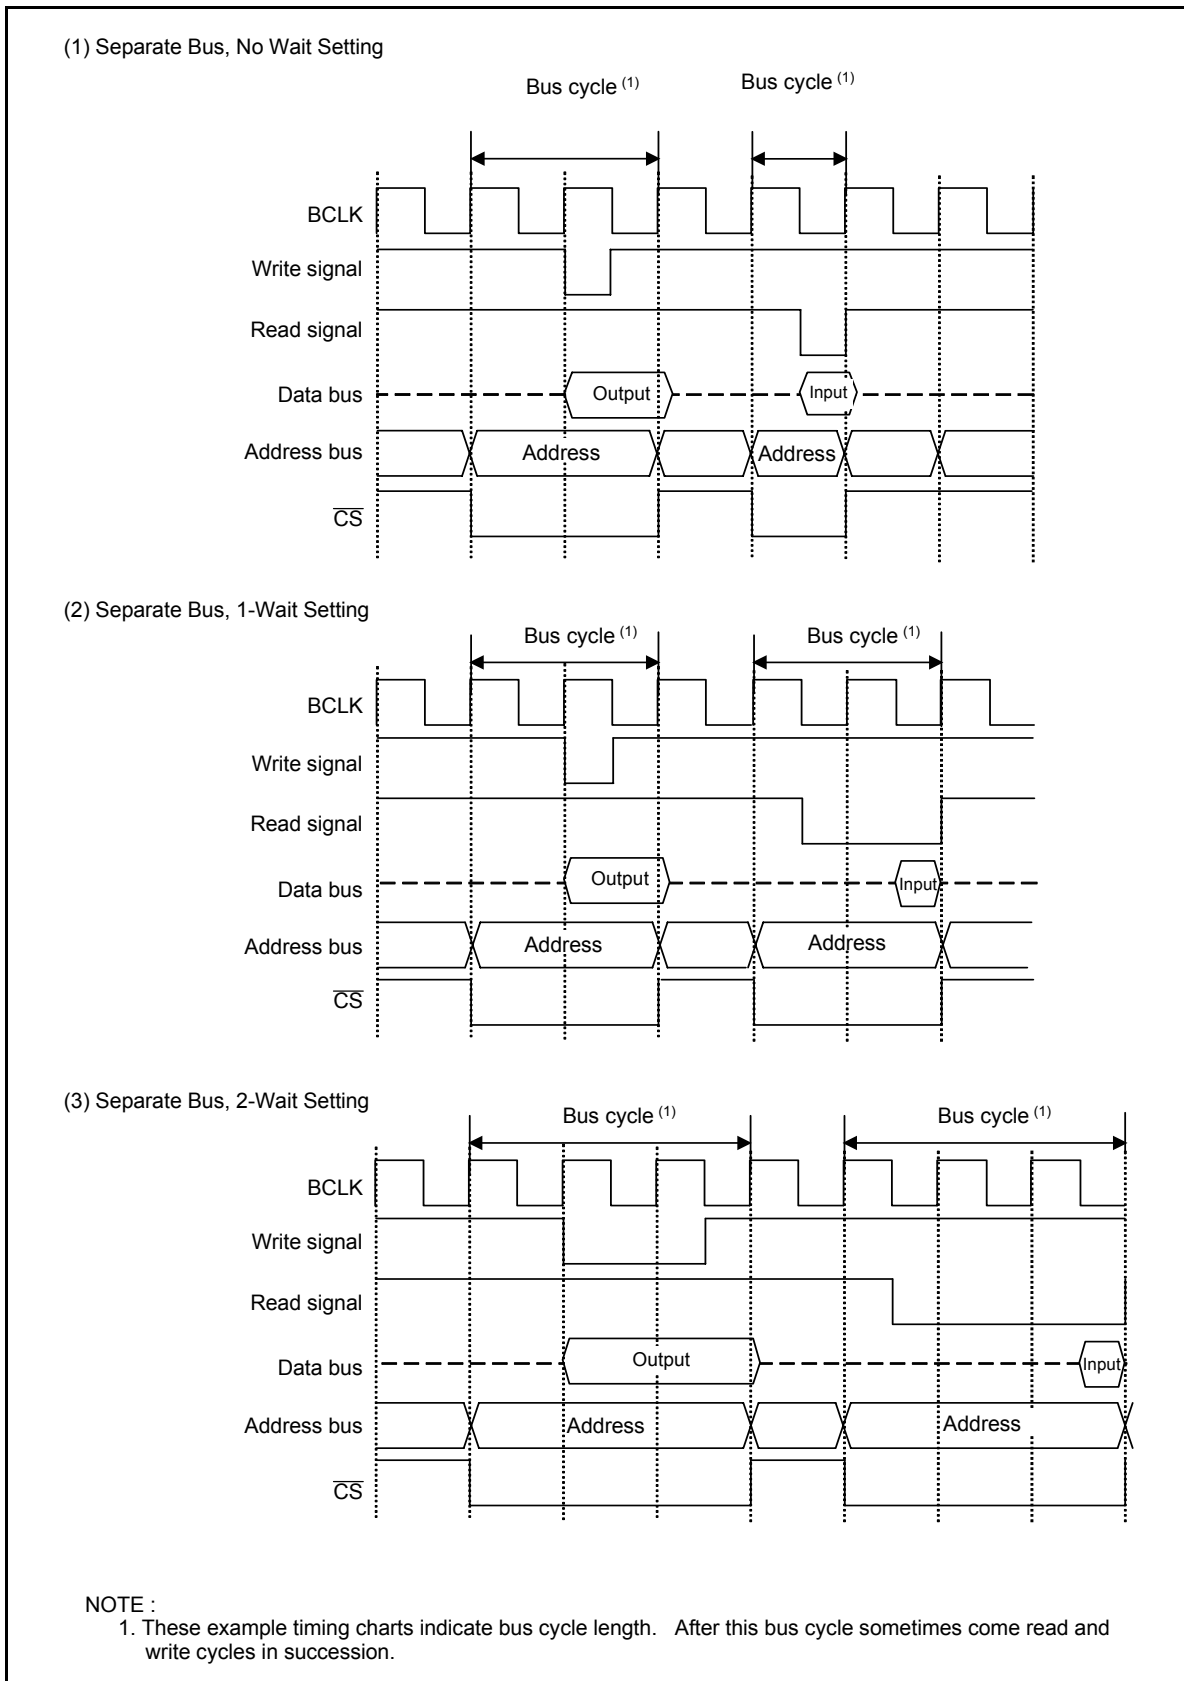 (1) Separate Bus, No Wait Setting
Bus cycle (1)
Bus cycle (1)
BCLK
Write signal
Read signal
Data bus
Output
Input
Address bus
Address
Address
CS
(2) Separate Bus, 1-Wait Setting
Bus cycle (1)
Bus cycle (1)
BCLK
Write signal
Read signal
Data bus
Output
Input
Address bus
Address
Address
CS
(3) Separate Bus, 2-Wait Setting
Bus cycle (1)
Bus cycle (1)
BCLK
Write signal
Read signal
Data bus
Output
Input
Address bus
Address
Address
CS
NOTE :
1. These example timing charts indicate bus cycle length. After this bus cycle sometimes come read and
write cycles in succession.